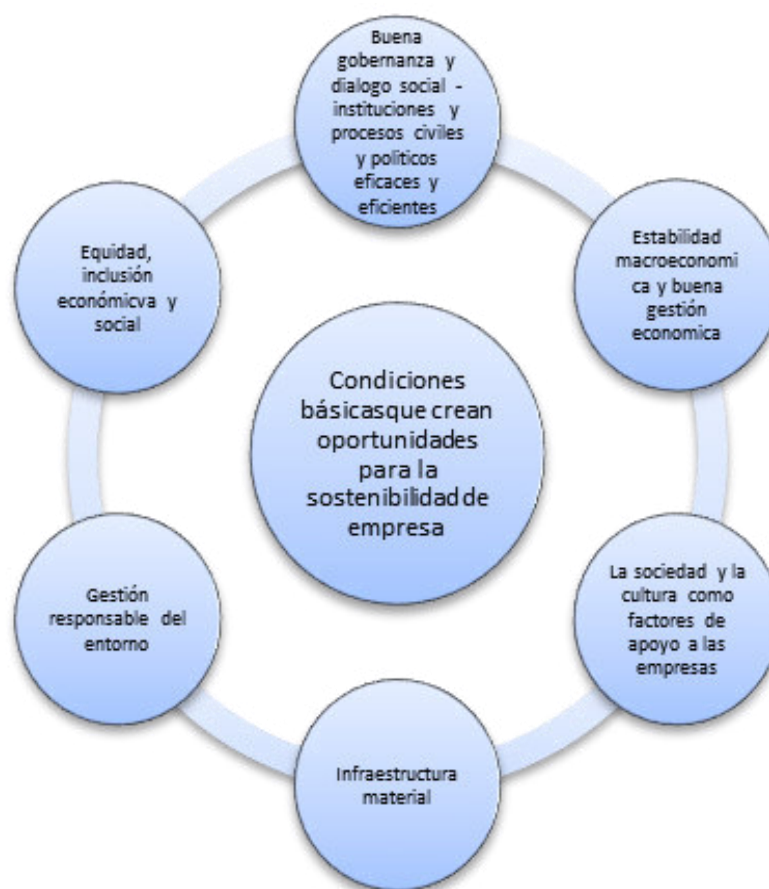 Buena
gobernanza y
dialogo social -
instituciones y
procesos civiles
y politicos
eficaces y
eficientes
Estabilidad
macroeconomi
ca y buena
gestión
economica
La sociedad y la
cultura como
factores de
apoyo a las
empresas
Infraestructura
material
Gestión
responsable del
entorno
Equidad,
inclusión
económicva y
social
Condiciones
básicasque crean
oportunidades
para la
sostenibilidad de
empresa